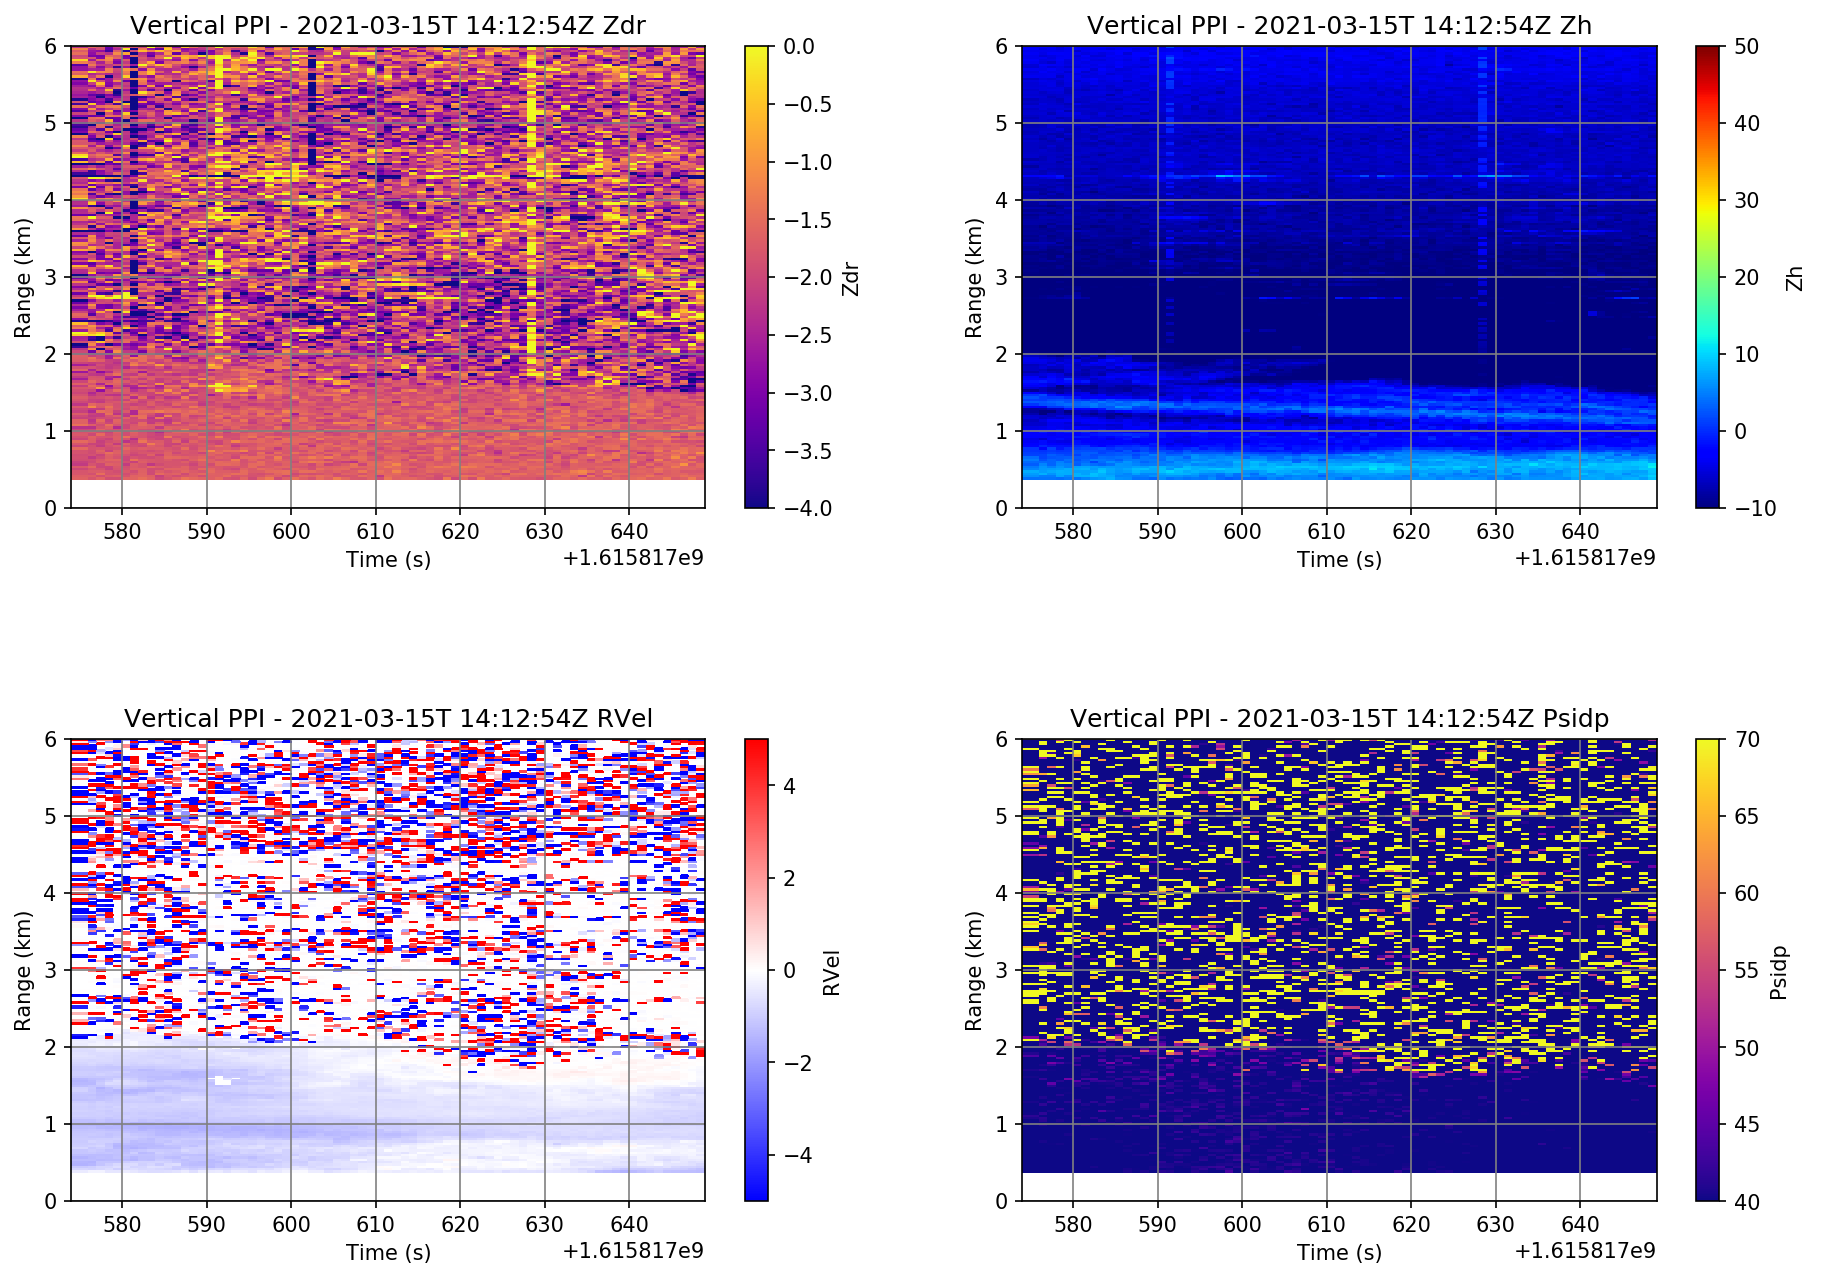 Vertical PPI - 2021-03-15T 14:12:54Z Zdr
6
5
4
3
2
1
0
Range (km)
580 590 600 610 620 630 640
Time (s)
+1.615817e9
0.0
−0.5
−1.0
−1.5
−2.0
−2.5
−3.0
−3.5
−4.0
Zdr
Vertical PPI - 2021-03-15T 14:12:54Z Zh
6
5
4
3
2
1
0
Range (km)
580 590 600 610 620 630 640
Time (s)
+1.615817e9
50
40
30
20
10
0
−10
Zh
Vertical PPI - 2021-03-15T 14:12:54Z RVel
6
5
4
3
2
1
0
Range (km)
580 590 600 610 620 630 640
Time (s)
+1.615817e9
4
2
0
−2
−4
RVel
Vertical PPI - 2021-03-15T 14:12:54Z Psidp
6
5
4
3
2
1
0
Range (km)
580 590 600 610 620 630 640
Time (s)
+1.615817e9
70
65
60
55
50
45
40
Psidp